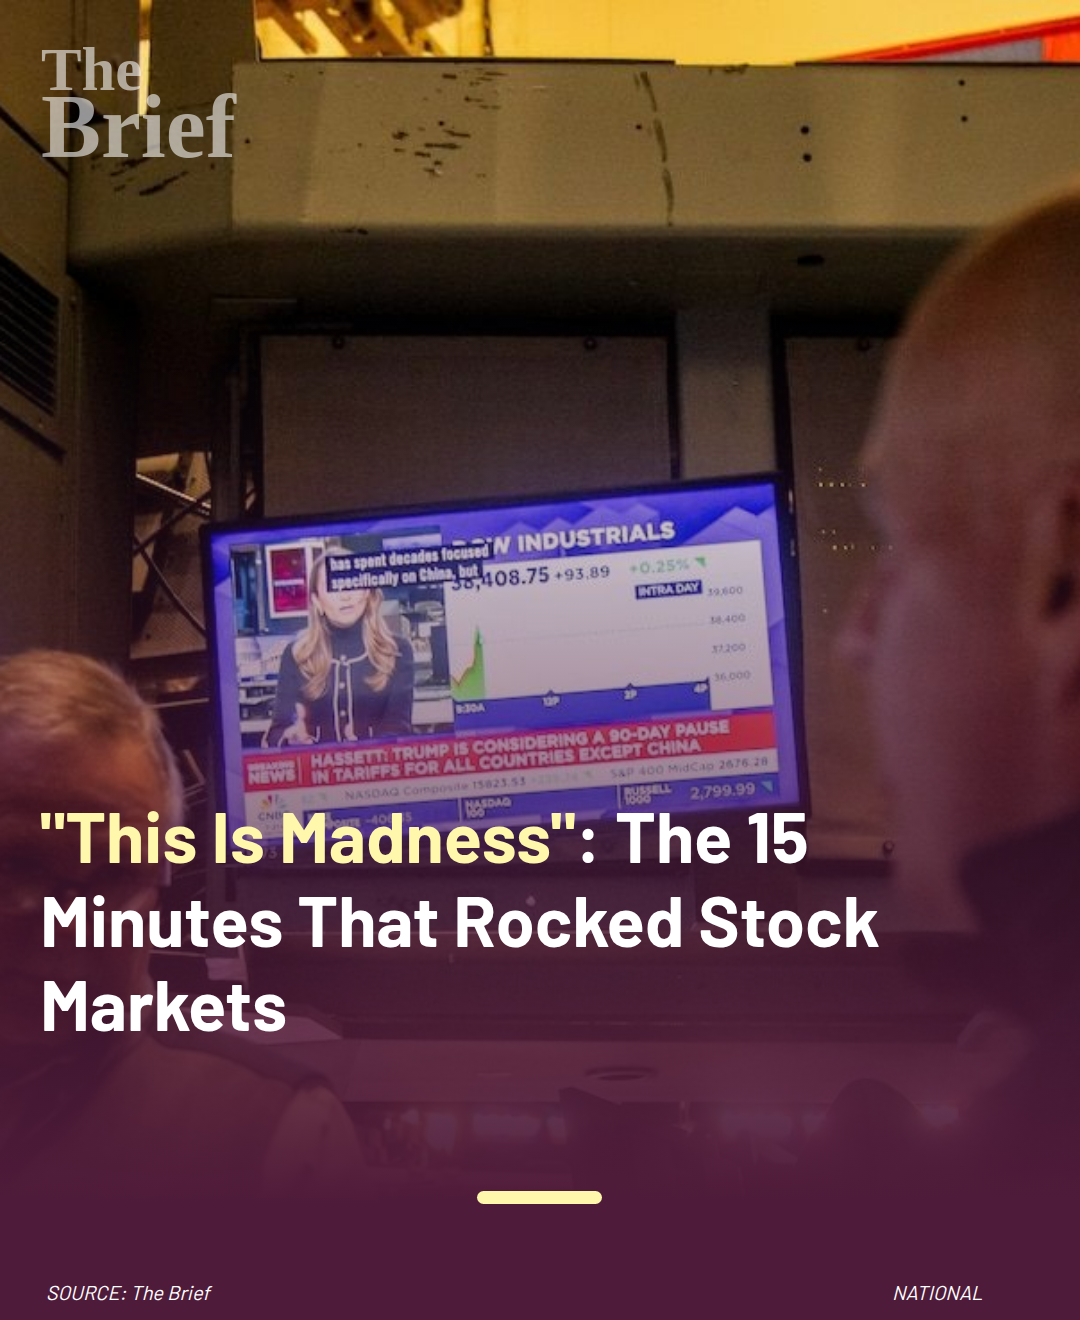 The
Brief
has spent decades focused
specifically on China, but
INDUSTRIALS
38,408.75 +93.89
+0.25%
INTRA DAY
39,600
38,400
37,200
36,000
9:30A
12P
2P
4P
BREAKING
NEWS
HASSETT: TRUMP IS CONSIDERING A 90-DAY PAUSE
IN TARIFFS FOR ALL COUNTRIES EXCEPT CHINA
NASDAQ Composite 15823.53
S&P 400 MidCap 2676.28
NASDAQ
100
RUSSELL
1000
2,799.99
"This Is Madness": The 15
Minutes That Rocked Stock
Markets
SOURCE: The Brief
NATIONAL